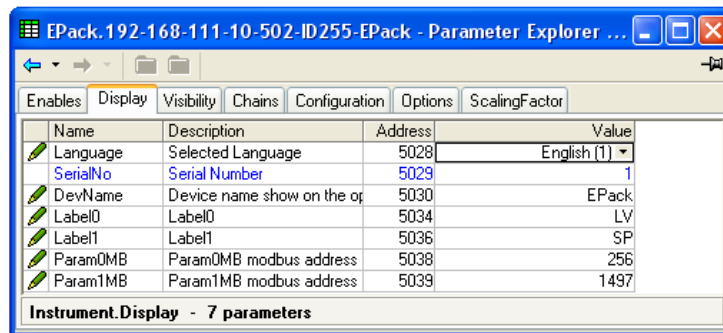 EPack.192-168-111-10-502-ID255-EPack - Parameter Explorer ...
Enables Display Visibility Chains Configuration Options ScalingFactor
Name Description Address Value
Language Selected Language 5028 English (1)
SerialNo Serial Number 5029 1
DevName Device name show on the op 5030 EPack
Label0 Label0 5034 LV
Label1 Label1 5036 SP
Param0MB Param0MB modbus address 5038 256
Param1MB Param1MB modbus address 5039 1497
Instrument.Display - 7 parameters